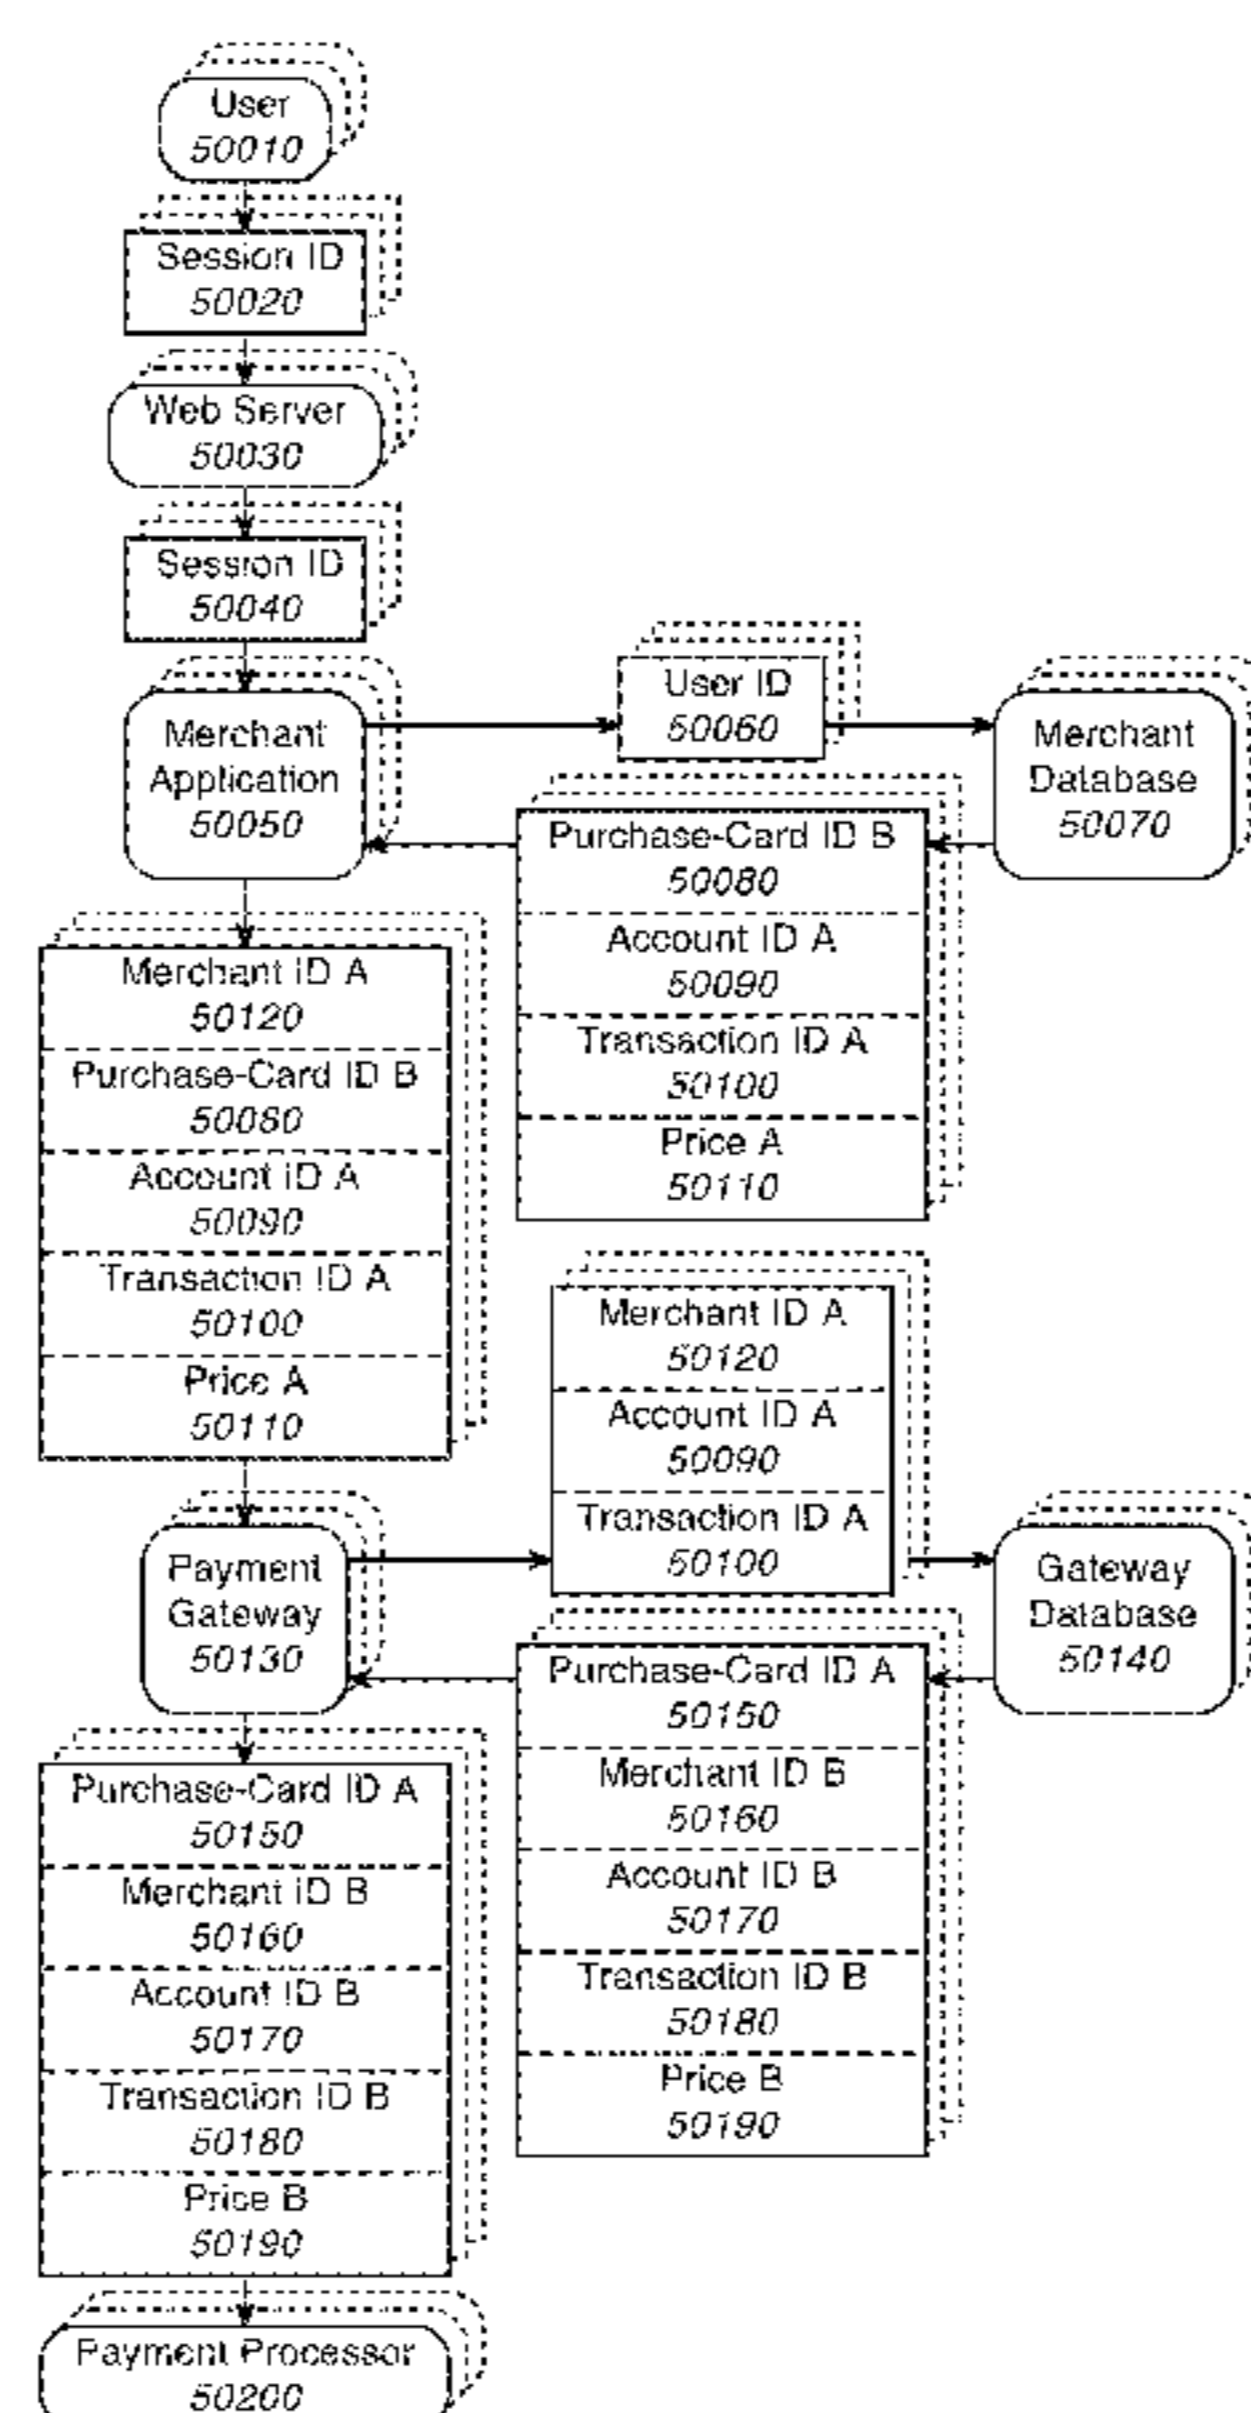 User
50010
Session ID
50020
Web Server
50030
Session ID
50040
Merchant
Application
50050
User ID
50060
Merchant
Database
50070
Purchase-Card ID B
50080
Account ID A
50090
Transaction ID A
50100
Price A
50110
Merchant ID A
50120
Purchase-Card ID B
50080
Account ID A
50090
Transaction ID A
50100
Price A
50110
Payment
Gateway
50130
Merchant ID A
50120
Account ID A
50090
Transaction ID A
50100
Gateway
Database
50140
Purchase-Card ID A
50150
Merchant ID B
50160
Account ID B
50170
Transaction ID B
50180
Price B
50190
Purchase-Card ID A
50150
Merchant ID B
50160
Account ID B
50170
Transaction ID B
50180
Price B
50190
Payment Processor
50200